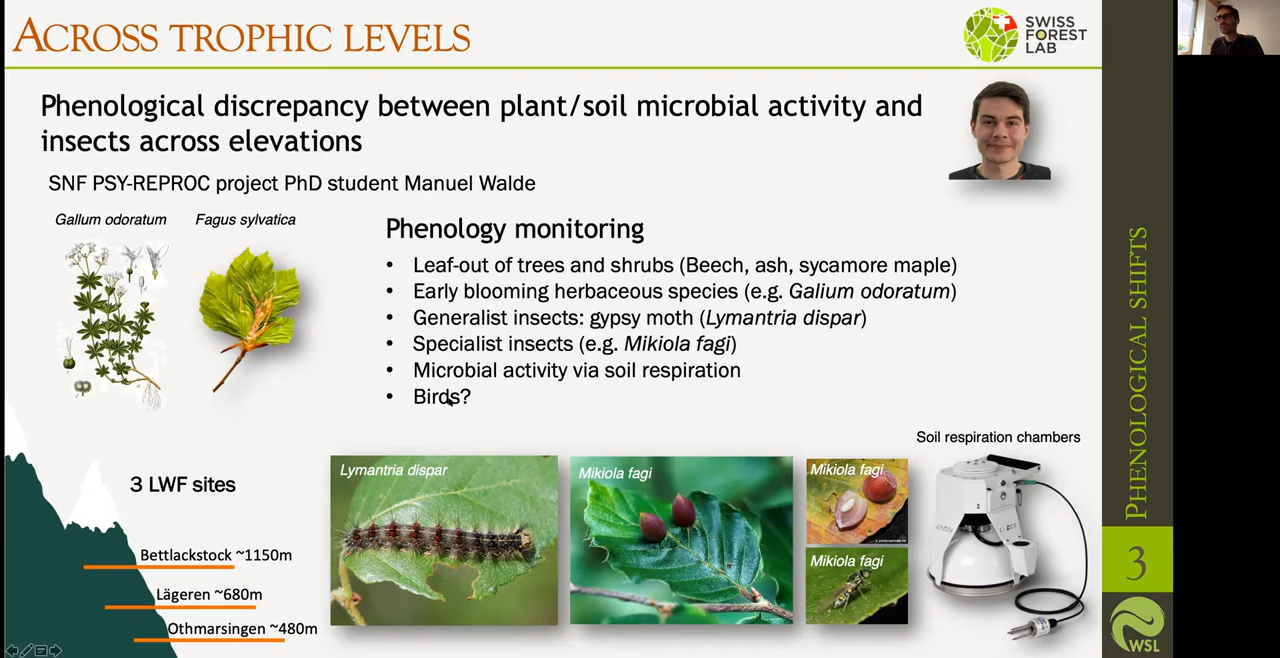 ACROSS TROPHIC LEVELS
SWISS
FOREST
LAB
Phenological discrepancy between plant/soil microbial activity and
insects across elevations
SNF PSY-REPROC project PhD student Manuel Walde
Gallum odoratum
Fagus sylvatica
Phenology monitoring
• Leaf-out of trees and shrubs (Beech, ash, sycamore maple)
• Early blooming herbaceous species (e.g. Galium odoratum)
• Generalist insects: gypsy moth (Lymantria dispar)
• Specialist insects (e.g. Mikiola fagi)
• Microbial activity via soil respiration
• Birds?
3 LWF sites
Bettlackstock ~1150m
Lägeren ~680m
Othmarsingen ~480m
Lymantria dispar
Mikiola fagi
Mikiola fagi
Mikiola fagi
Soil respiration chambers
PHENOLOGICAL SHIFTS
3
WSL